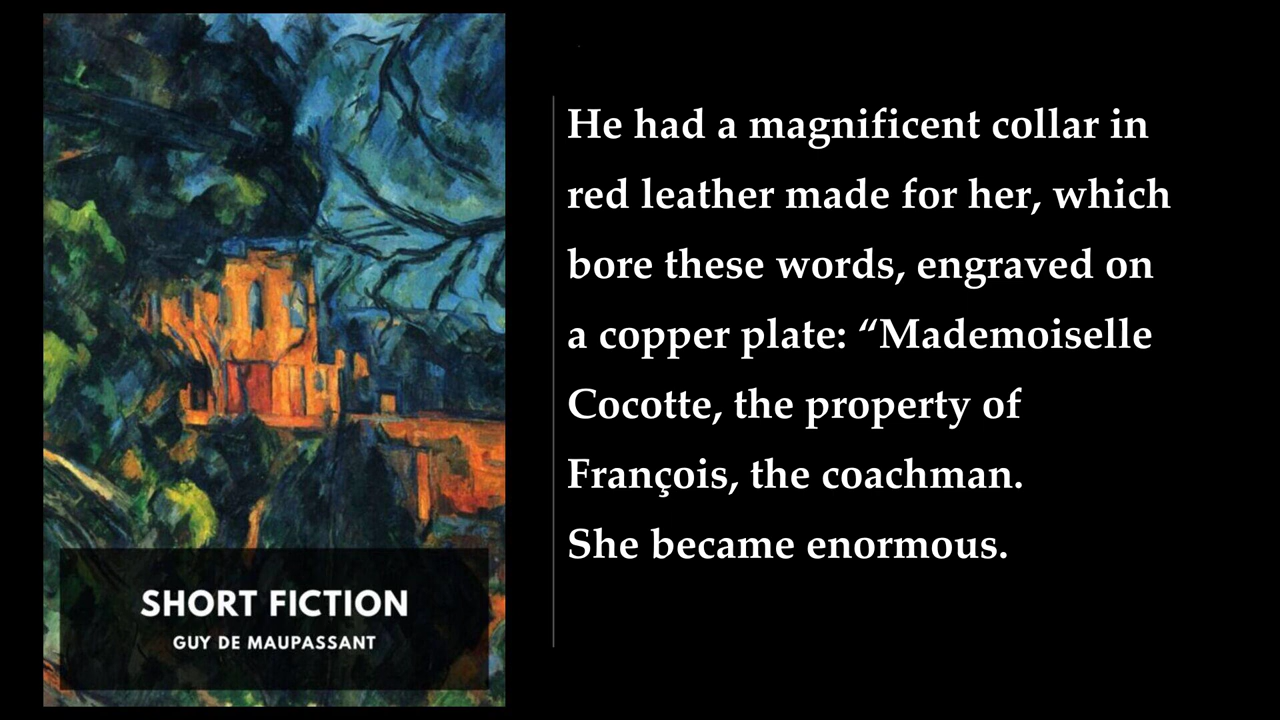 He had a magnificent collar in
red leather made for her, which
bore these words, engraved on
a copper plate: “Mademoiselle
Cocotte, the property of
François, the coachman.
She became enormous.
SHORT FICTION
GUY DE MAUPASSANT